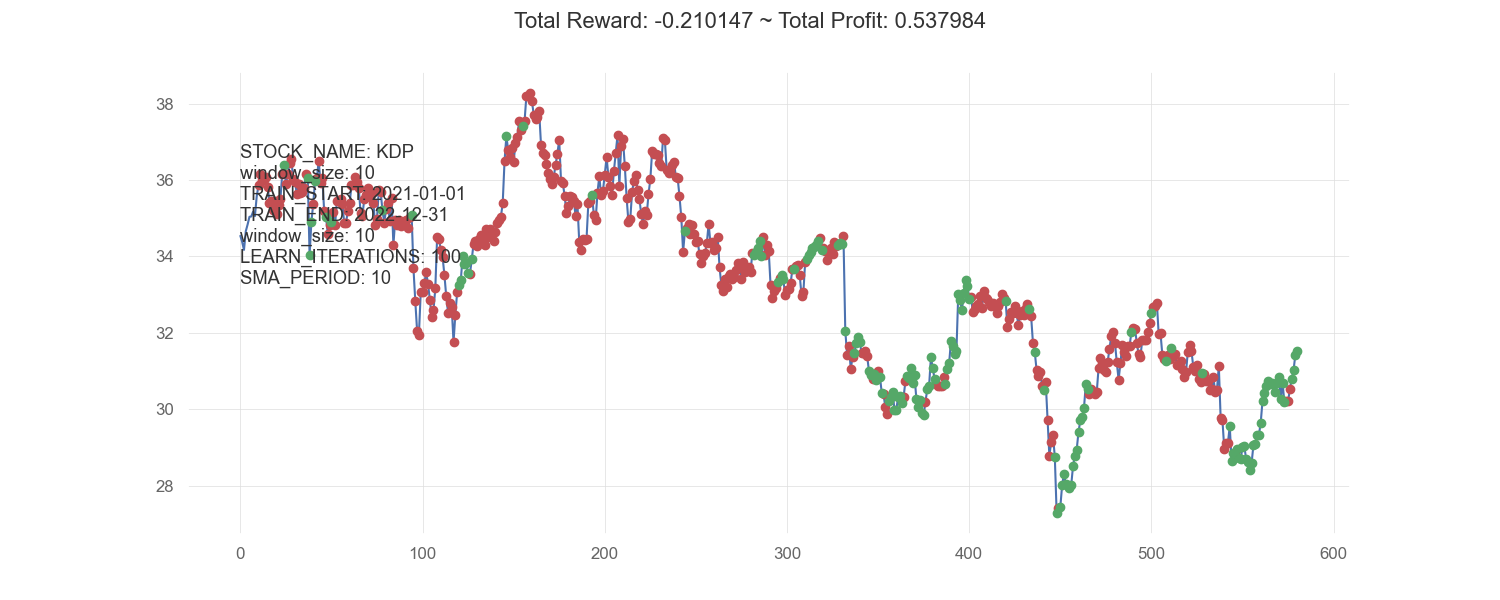 Total Reward: -0.210147 ~ Total Profit: 0.537984
38
36
34
32
30
28
STOCK_NAME: KDP
window_size: 10
TRAIN_START: 2021-01-01
TRAIN_END: 2022-12-31
window_size: 10
LEARN_ITERATIONS: 100
SMA_PERIOD: 10
0
100
200
300
400
500
600